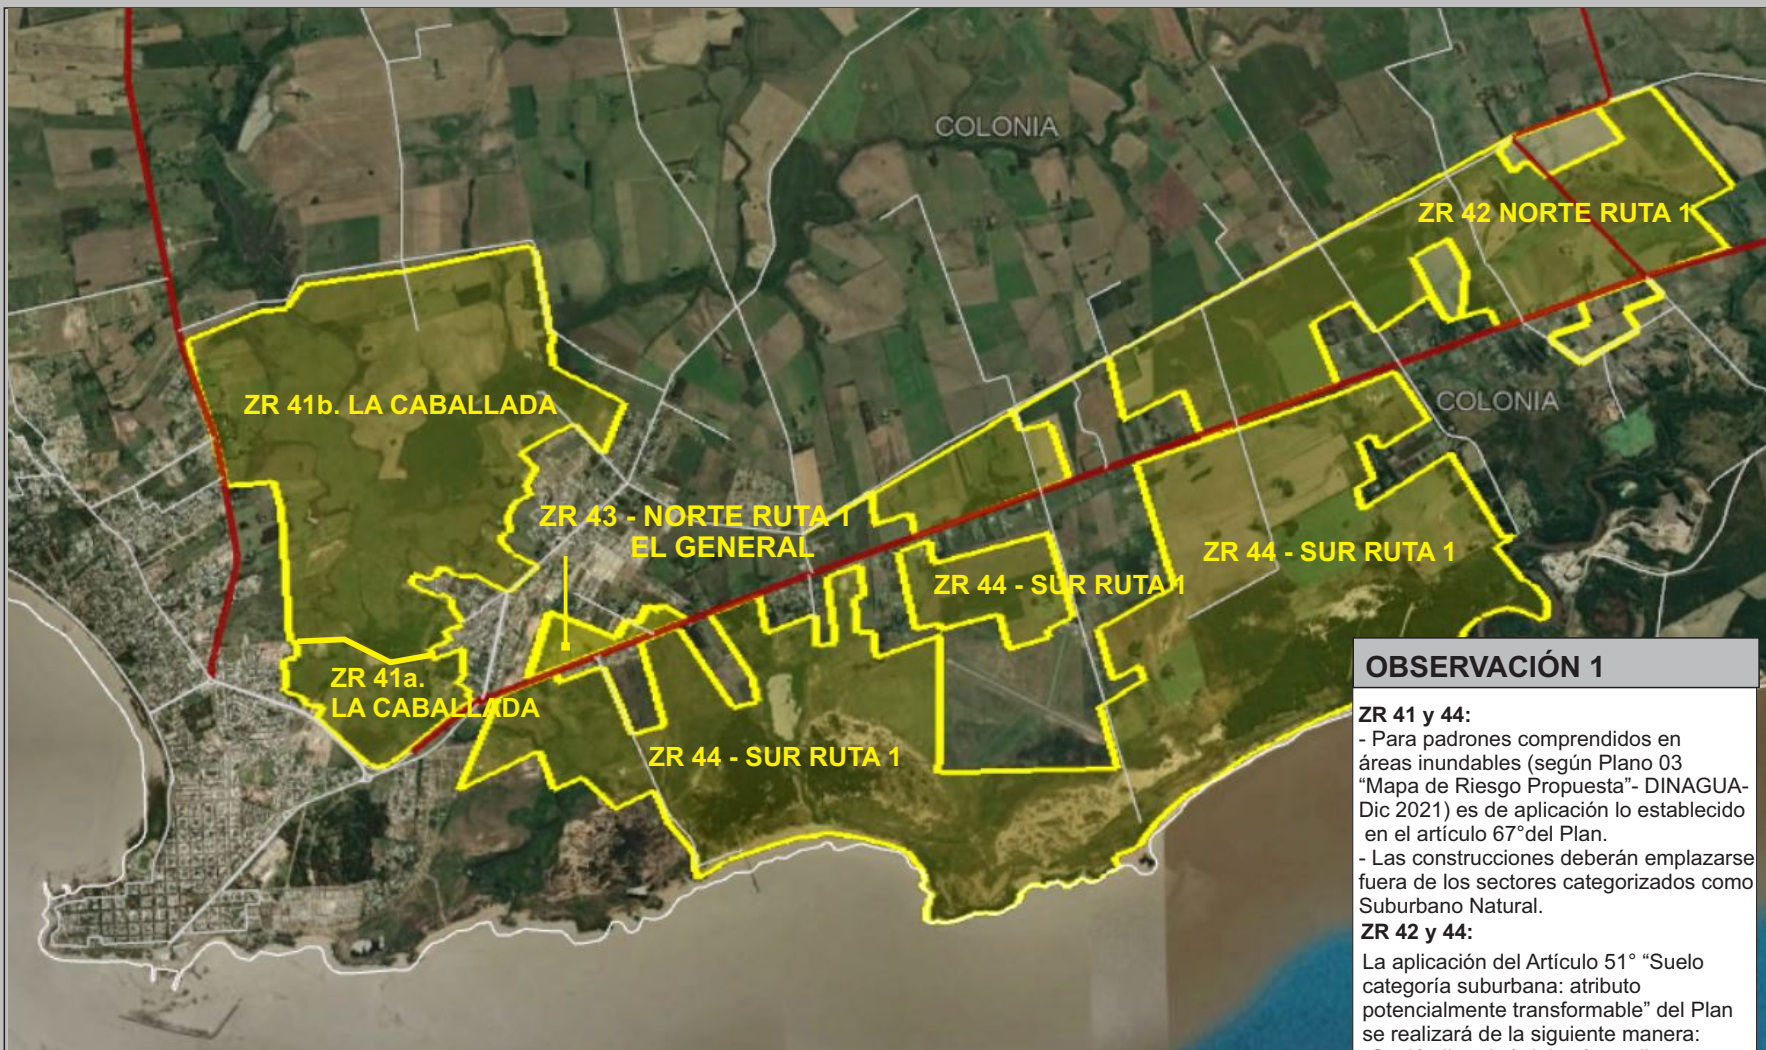 COLONIA
ZR 42 NORTE RUTA 1
ZR 41b. LA CABALLADA
COLONIA
ZR 43 - NORTE RUTA 1
EL GENERAL
ZR 44 - SUR RUTA 1
ZR 44 - SUR RUTA 1
ZR 41a.
LA CABALLADA
ZR 44 - SUR RUTA 1
OBSERVACIÓN 1
ZR 41 y 44:
- Para padrones comprendidos en
áreas inundables (según Plano 03
“Mapa de Riesgo Propuesta”- DINAGUA-
Dic 2021) es de aplicación lo establecido
en el artículo 67°del Plan.
- Las construcciones deberán emplazarse
fuera de los sectores categorizados como
Suburbano Natural.
ZR 42 y 44:
La aplicación del Artículo 51° “Suelo
categoría suburbana: atributo
potencialmente transformable” del Plan
se realizará de la siguiente manera: